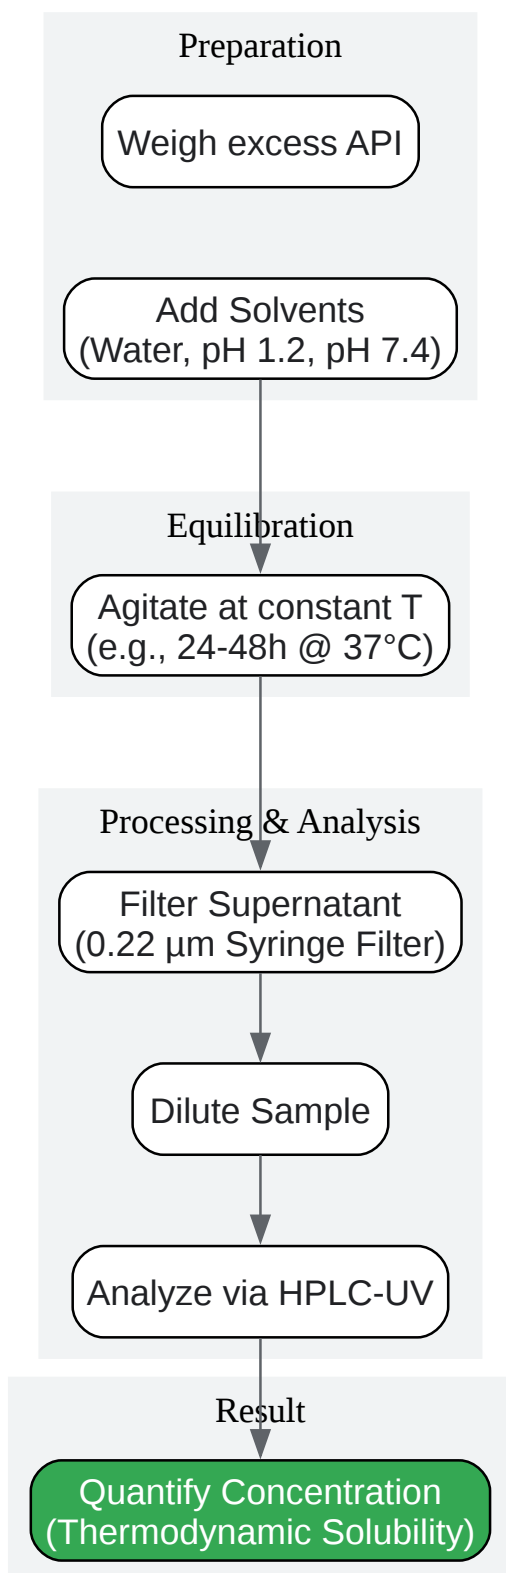 Preparation
Weigh excess API
Add Solvents
(Water, pH 1.2, pH 7.4)
Equilibration
Agitate at constant T
(e.g., 24-48h @ 37°C)
Processing & Analysis
Filter Supernatant
(0.22 µm Syringe Filter)
Dilute Sample
Analyze via HPLC-UV
Result
Quantify Concentration
(Thermodynamic Solubility)